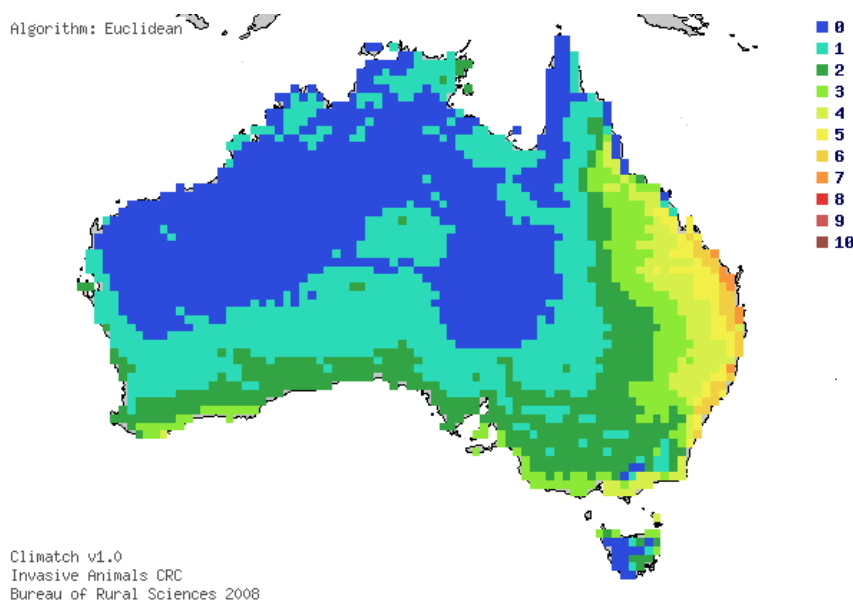 Algorithm: Euclidean
0
1
2
3
4
5
6
7
8
9
10
Climatch v1.0
Invasive Animals CRC
Bureau of Rural Sciences 2008